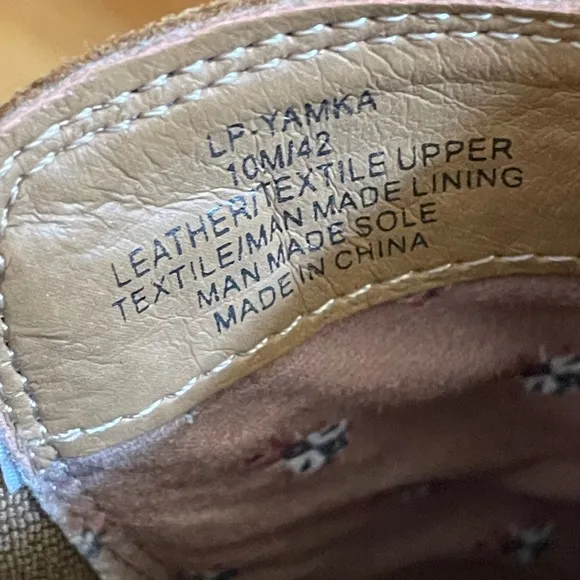 LP-YAMKA
10M/42
LEATHER/TEXTILE UPPER
TEXTILE/MAN MADE LINING
MAN MADE SOLE
MADE IN CHINA